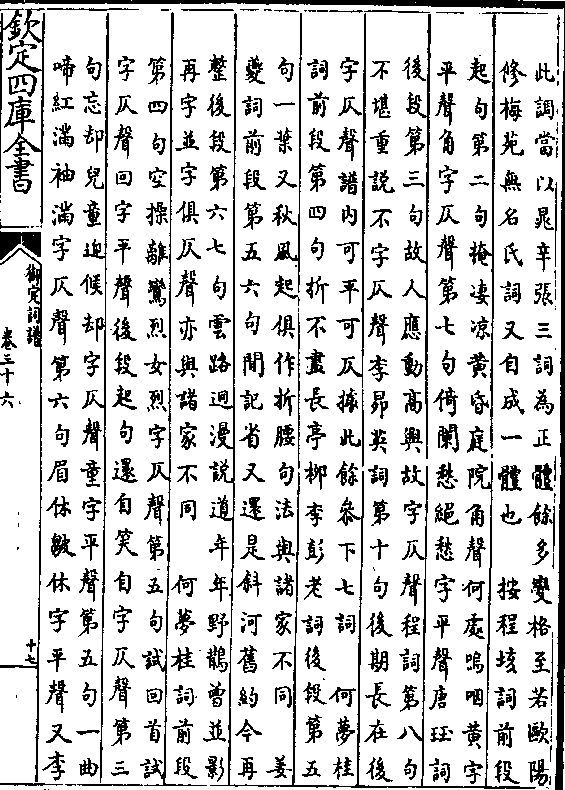 此調當以晁辛張三詞為正體餘多變格至若歐陽
修梅苑無名氏詞又自成一體也　按程垓詞前段
起句第二句掩凄凉黄昏庭院角聲何處嗚咽黄字
平聲角字仄聲第七句倚闌愁絶愁字平聲唐珏詞
後段第三句故人應動高興故字仄聲程詞第八句
不堪重説不字仄聲李昴英詞第十句後期長在後
字仄聲譜内可平可仄據此餘參下七詞　何夢桂
詞前段第四句折不盡長亭柳李彭老詞後段第五
句一葉又秋風起俱作折腰句法與諸家不同　姜
夔詞前段第五六句閒記省又還是斜河舊約今再
整後段第六七句雲路迥漫説道年年野鵲曾並影
再字並字俱仄聲亦與諸家不同　何夢桂詞前段
第四句空操離鸞烈女烈字仄聲第五句試回首試
字仄聲回字平聲後段起句還自笑自字仄聲第三
句忘却兒童迎候却字仄聲童字平聲第五句一曲
啼紅滿袖滿字仄聲第六句眉休皺休字平聲又李
欽定四庫全書
御定詞譜
卷三十六
十七